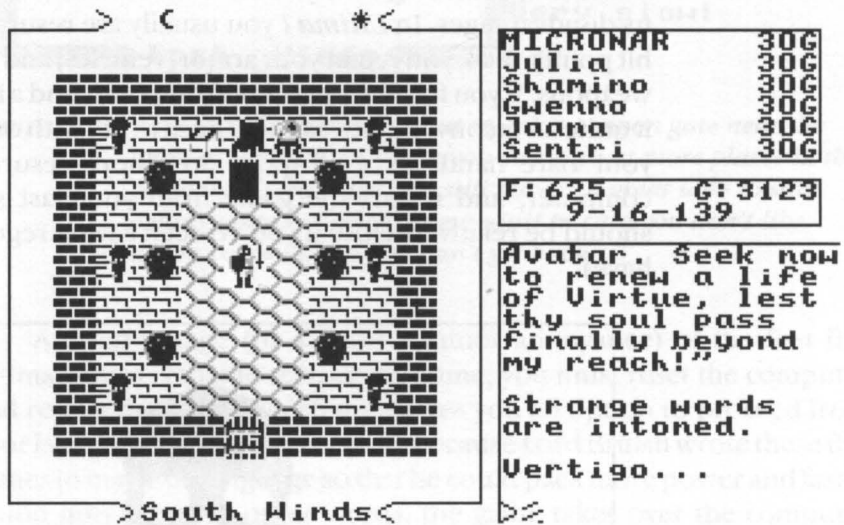 MICRONAR 30G
Iolo 30G
Shamino 30G
Gwenno 30G
Jaana 30G
Sentri 30G
F:625 G:3123
4-16-139
Avatar. Seek now
to renew a life
of Virtue, lest
thy soul pass
finally beyond
my reach!"
Strange words
are intoned.
Vertigo...
>South Winds<